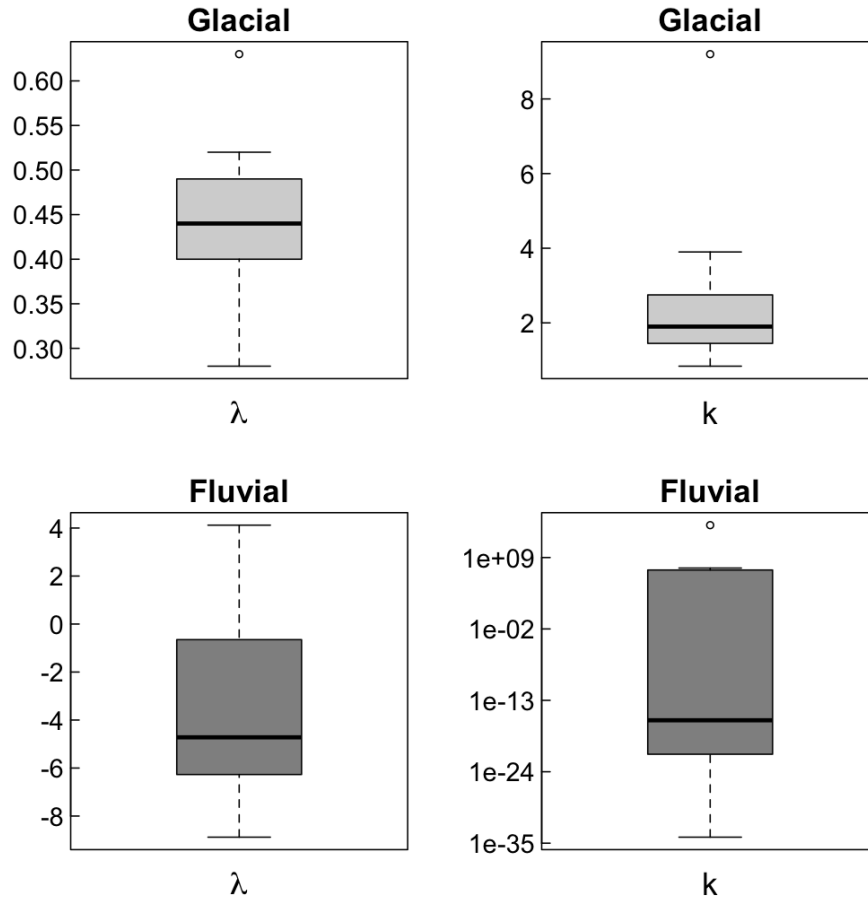 Glacial
0.60
0.55
0.50
0.45
0.40
0.35
0.30
λ
Glacial
8
6
4
2
k
Fluvial
4
2
0
-2
-4
-6
-8
λ
Fluvial
1e+09
1e-02
1e-13
1e-24
1e-35
k